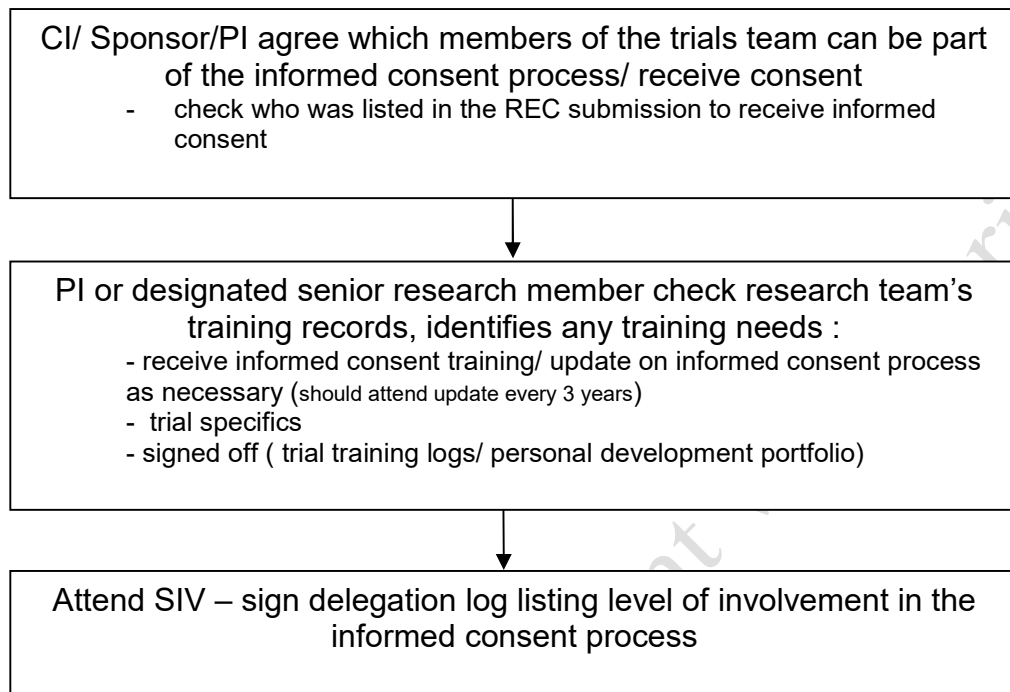 CI/ Sponsor/PI agree which members of the trials team can be part
of the informed consent process/ receive consent
- check who was listed in the REC submission to receive informed
consent
PI or designated senior research member check research team’s
training records, identifies any training needs :
- receive informed consent training/ update on informed consent process
as necessary (should attend update every 3 years)
- trial specifics
- signed off ( trial training logs/ personal development portfolio)
Attend SIV – sign delegation log listing level of involvement in the
informed consent process